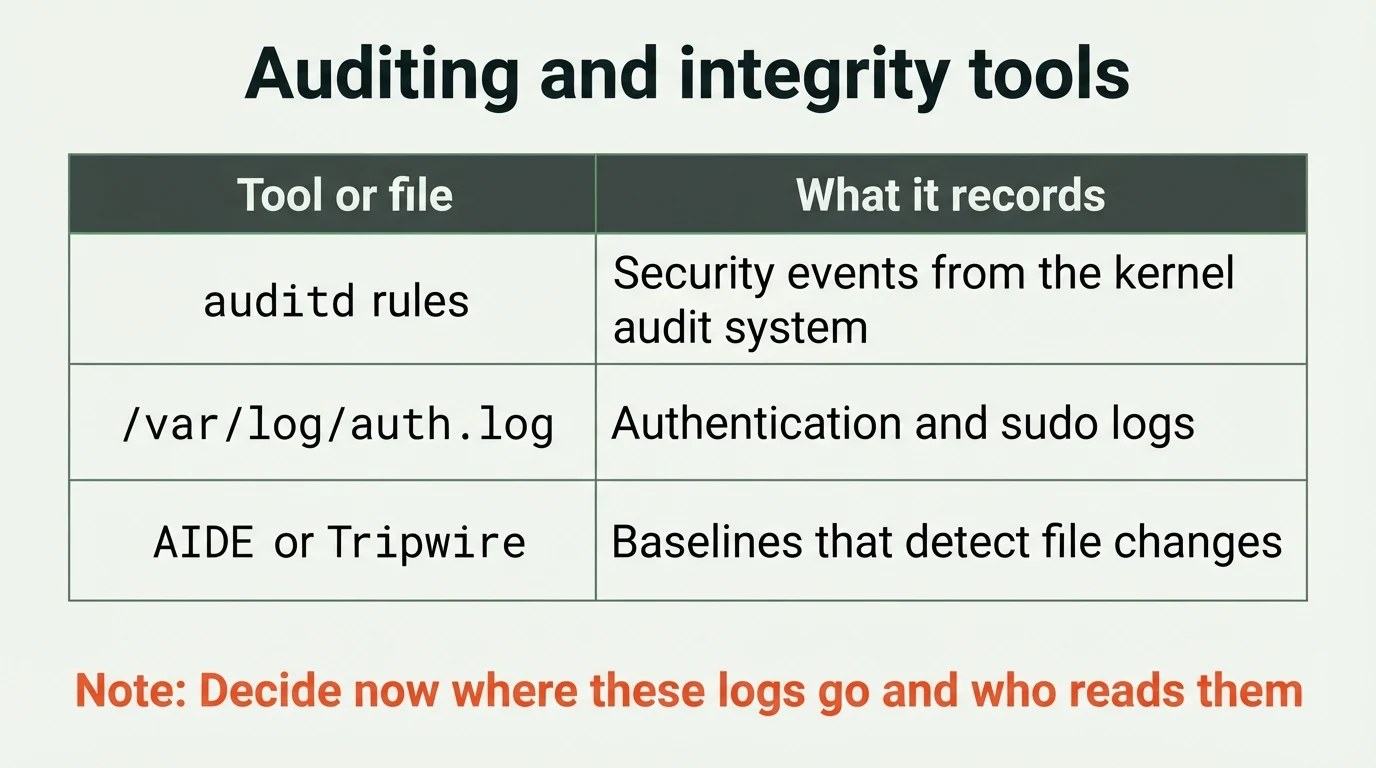 Auditing and integrity tools
Tool or file
What it records
auditd rules
Security events from the kernel
audit system
/var/log/auth.log
Authentication and sudo logs
AIDE or Tripwire
Baselines that detect file changes
Note: Decide now where these logs go and who reads them